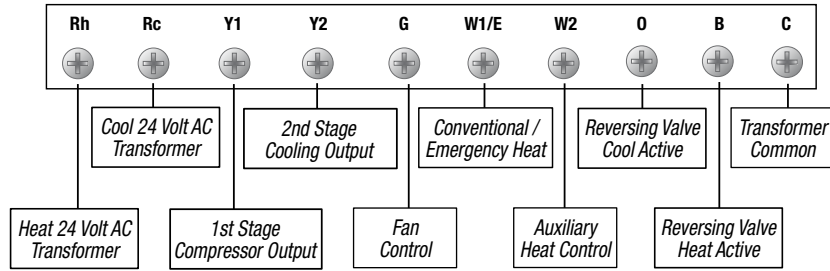 Rh Rc Y1 Y2 G W1/E W2 O B C
Cool 24 Volt AC
Transformer
2nd Stage
Cooling Output
Conventional /
Emergency Heat
Reversing Valve
Cool Active
Transformer
Common
Heat 24 Volt AC
Transformer
1st Stage
Compressor Output
Fan
Control
Auxiliary
Heat Control
Reversing Valve
Heat Active